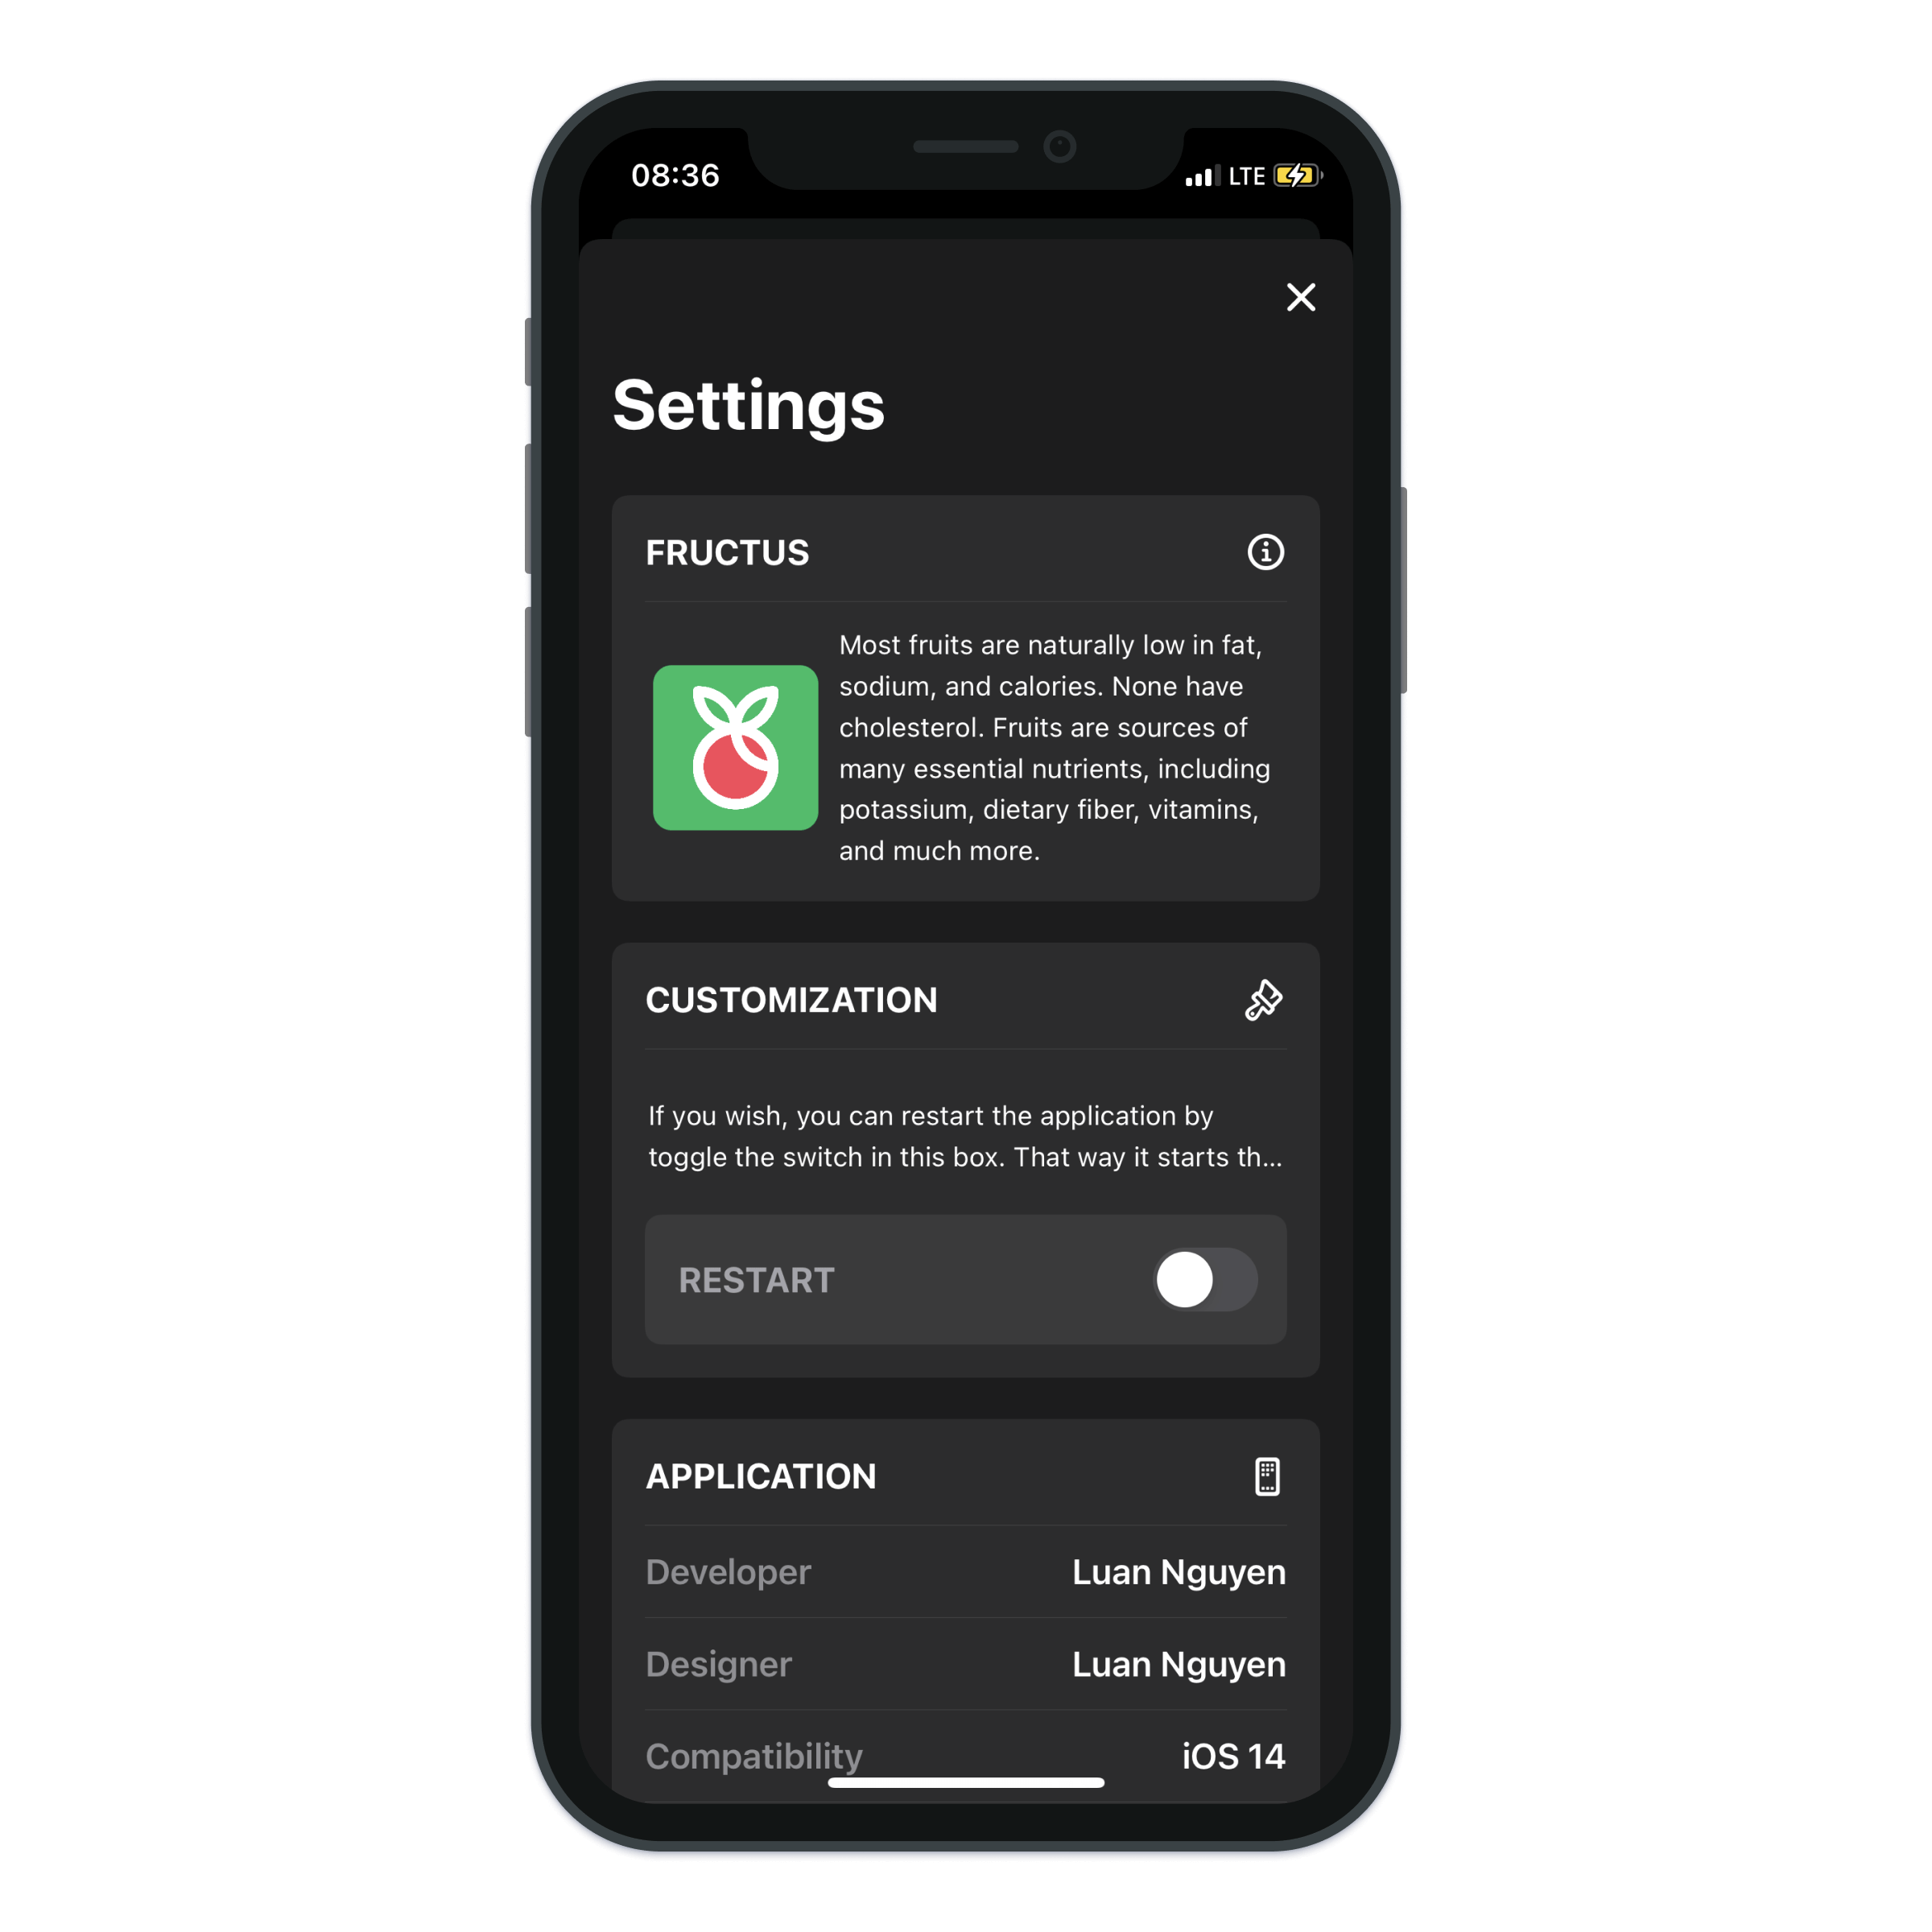 08:36
LTE
Settings
FRUCTUS
Most fruits are naturally low in fat,
sodium, and calories. None have
cholesterol. Fruits are sources of
many essential nutrients, including
potassium, dietary fiber, vitamins,
and much more.
CUSTOMIZATION
If you wish, you can restart the application by
toggle the switch in this box. That way it starts th...
RESTART
APPLICATION
Developer Luan Nguyen
Designer Luan Nguyen
Compatibility iOS 14